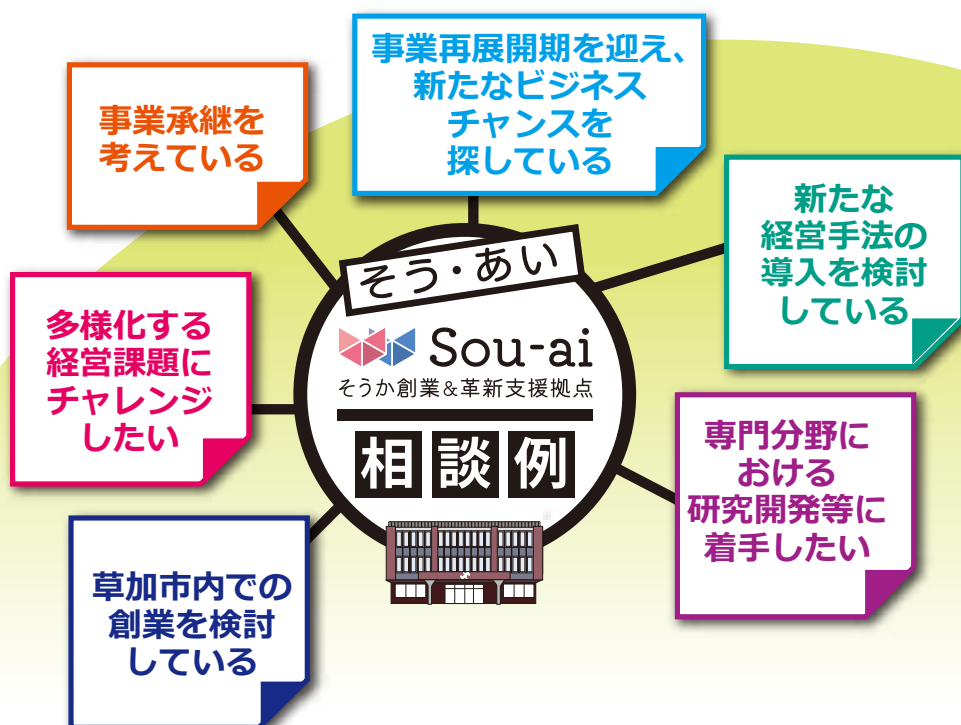 事業再展開期を迎え、
新たなビジネス
チャンスを
探している
事業承継を
考えている
新たな
経営手法の
導入を検討
している
そう・あい
Sou-ai
そうか創業&革新支援拠点
相談例
多様化する
経営課題に
チャレンジ
したい
専門分野に
おける
研究開発等に
着手したい
草加市内での
創業を検討
している